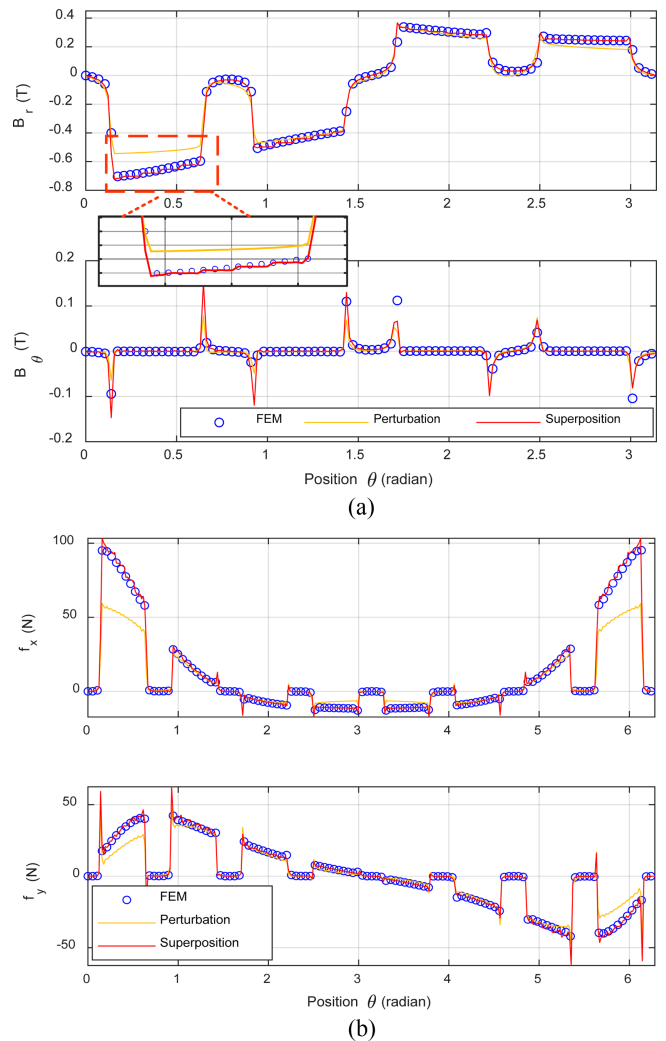 0.4
0.2
0
-0.2
-0.4
-0.6
-0.8
B r (T)
0 0.5 1 1.5 2 2.5 3
0.2
0.1
0
-0.1
-0.2
B θ (T)
FEM Perturbation Superposition
0 0.5 1 1.5 2 2.5 3
Position θ (radian)
(a)
100
50
0
f_x (N)
0 1 2 3 4 5 6
50
0
-50
f_y (N)
FEM
Perturbation
Superposition
0 1 2 3 4 5 6
Position θ (radian)
(b)